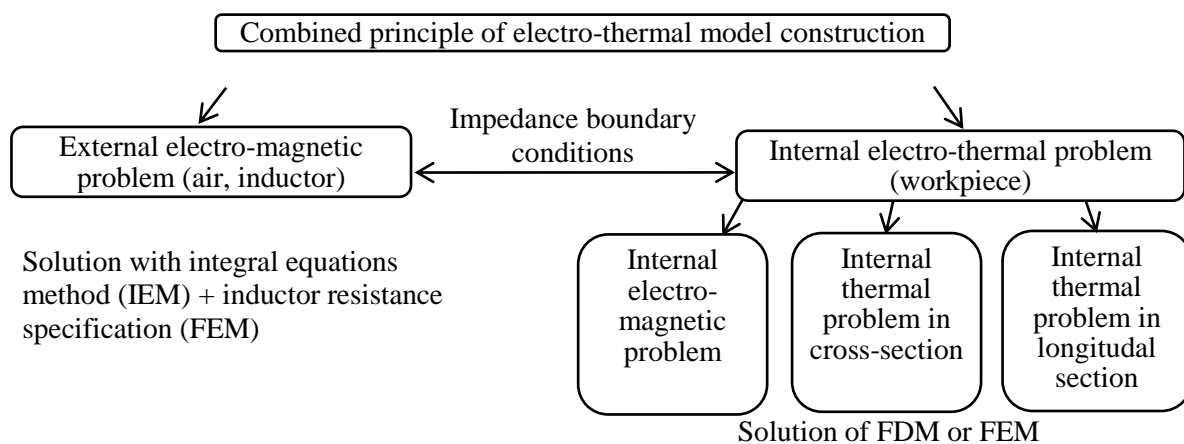 Combined principle of electro-thermal model construction
Impedance boundary
conditions
External electro-magnetic
problem (air, inductor)
Internal electro-thermal problem
(workpiece)
Solution with integral equations
method (IEM) + inductor resistance
specification (FEM)
Internal
electro-
magnetic
problem
Internal
thermal
problem in
cross-section
Internal
thermal
problem in
longitudal
section
Solution of FDM or FEM